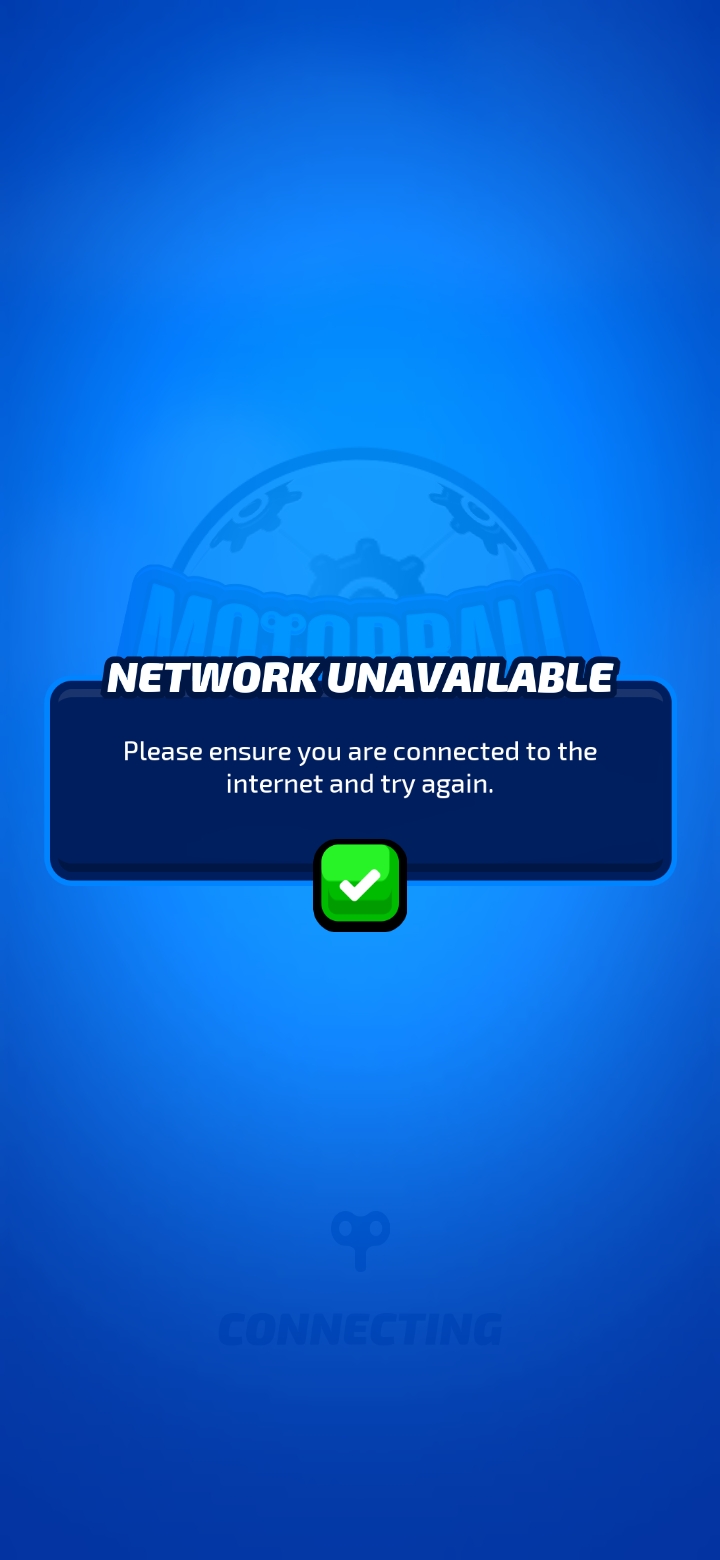 MOTORBALL
NETWORK UNAVAILABLE
Please ensure you are connected to the
internet and try again.
CONNECTING